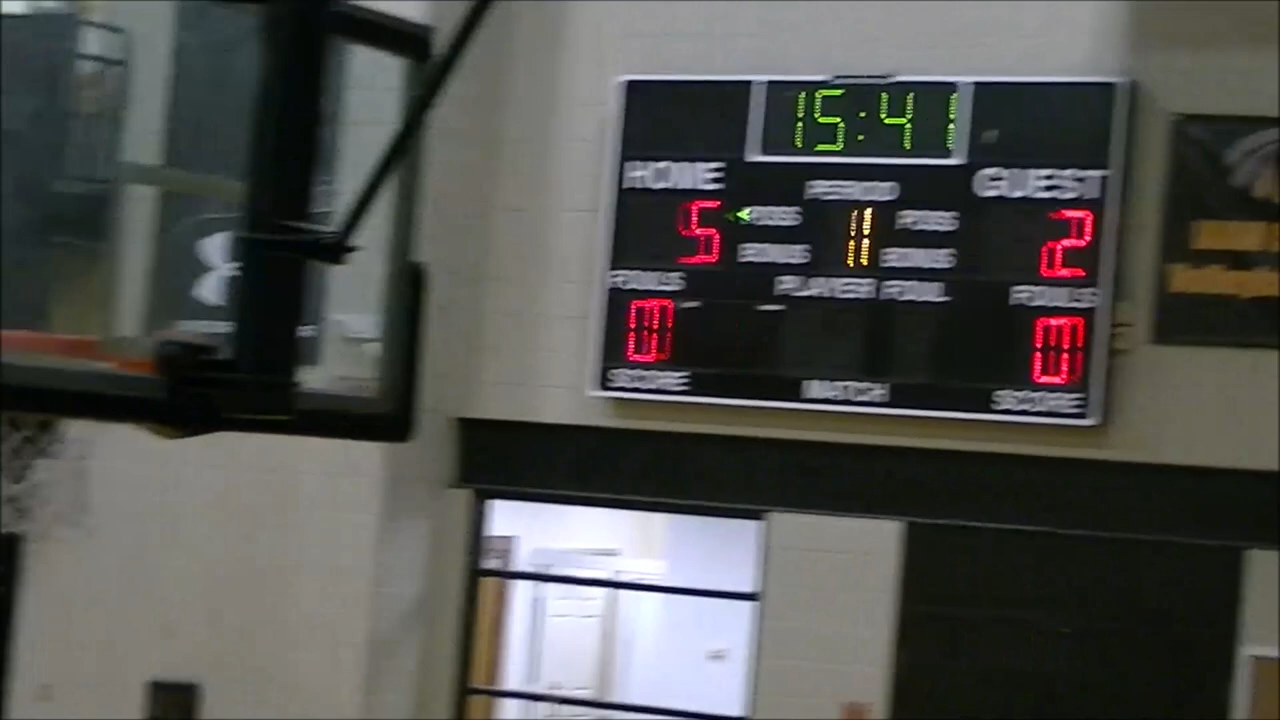 15:41
HOME PERIOD GUEST
5 POSS 1 POSS 2
BONUS BONUS
FOULS PLAYER FOUL FOULS
0 0
SCORE MATCH SCORE